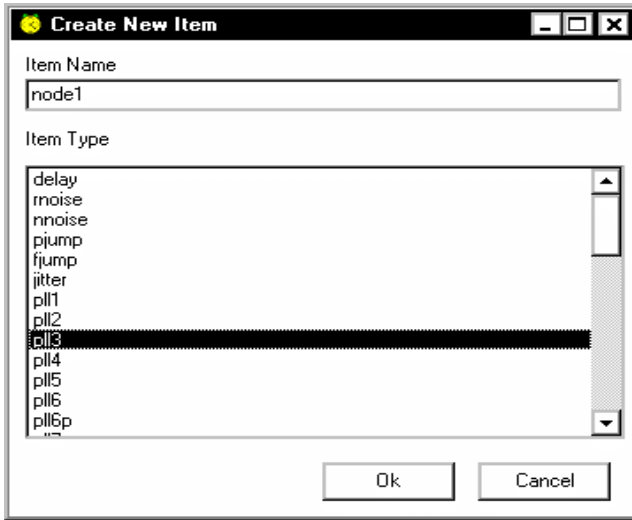 Create New Item
Item Name
node1
Item Type
delay
rnoise
nnoise
pjump
fjump
jitter
pll1
pll2
pll3
pll4
pll5
pll6
pll6p
Ok
Cancel